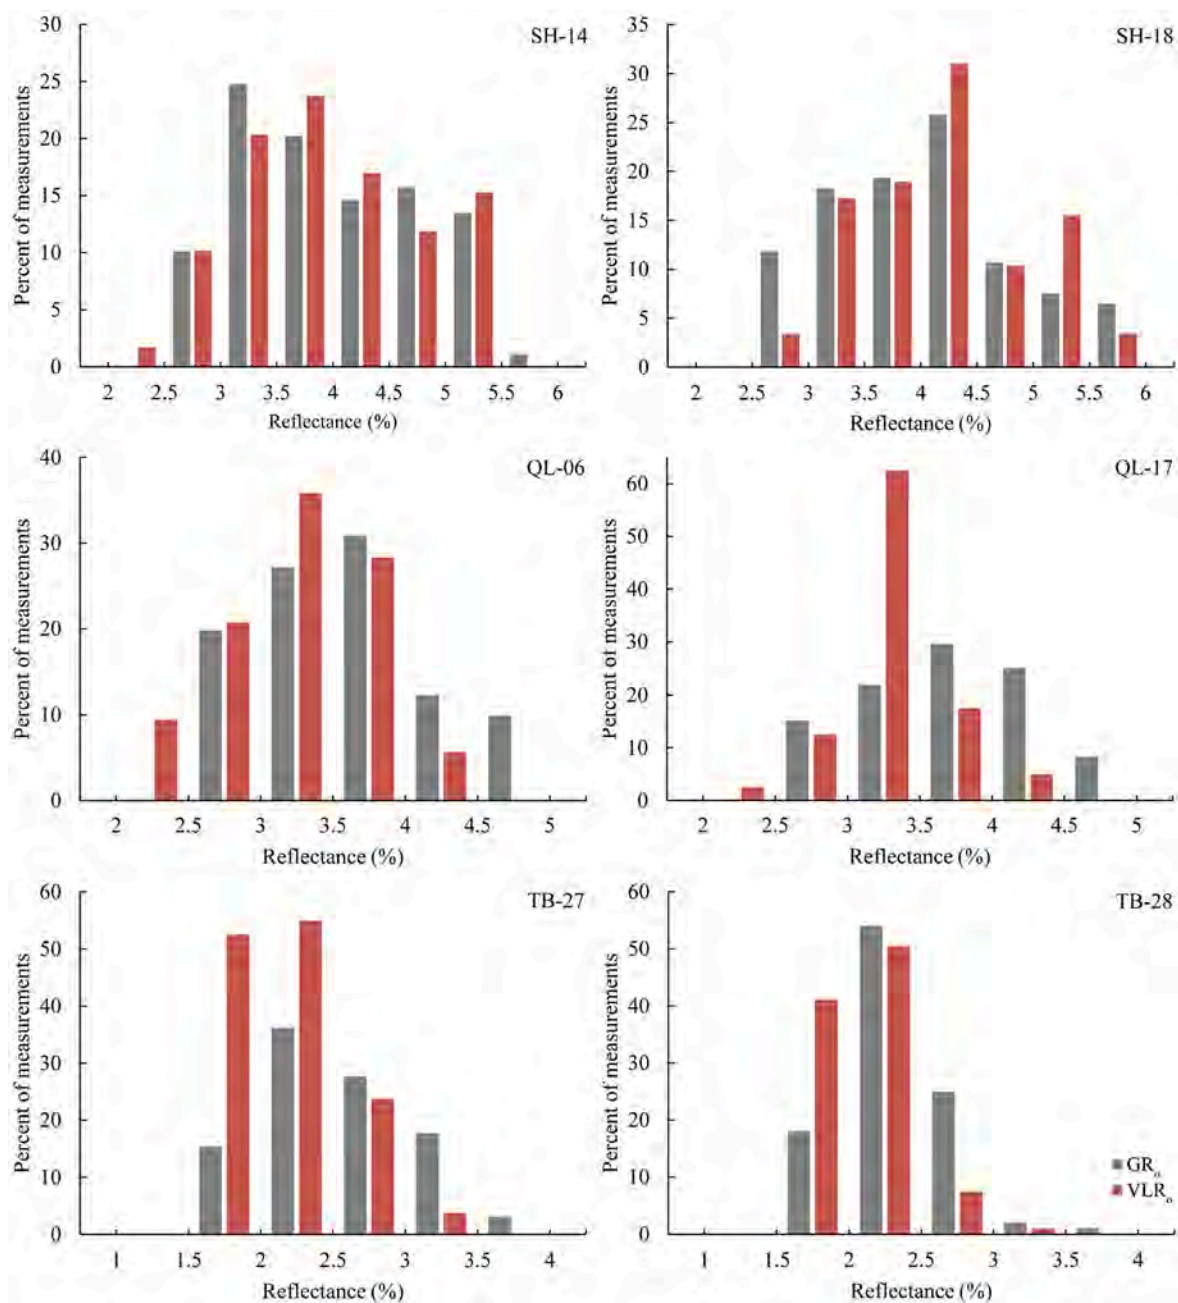 SH-14
Percent of measurements
30
25
20
15
10
5
0
2 2.5 3 3.5 4 4.5 5 5.5 6
Reflectance (%)
SH-18
Percent of measurements
35
30
25
20
15
10
5
0
2 2.5 3 3.5 4 4.5 5 5.5 6
Reflectance (%)
QL-06
Percent of measurements
40
30
20
10
0
2 2.5 3 3.5 4 4.5 5
Reflectance (%)
QL-17
Percent of measurements
60
50
40
30
20
10
0
2 2.5 3 3.5 4 4.5 5
Reflectance (%)
TB-27
Percent of measurements
60
50
40
30
20
10
0
1 1.5 2 2.5 3 3.5 4
Reflectance (%)
TB-28
Percent of measurements
60
50
40
30
20
10
0
1 1.5 2 2.5 3 3.5 4
Reflectance (%)
GRₒ
VLRₒ